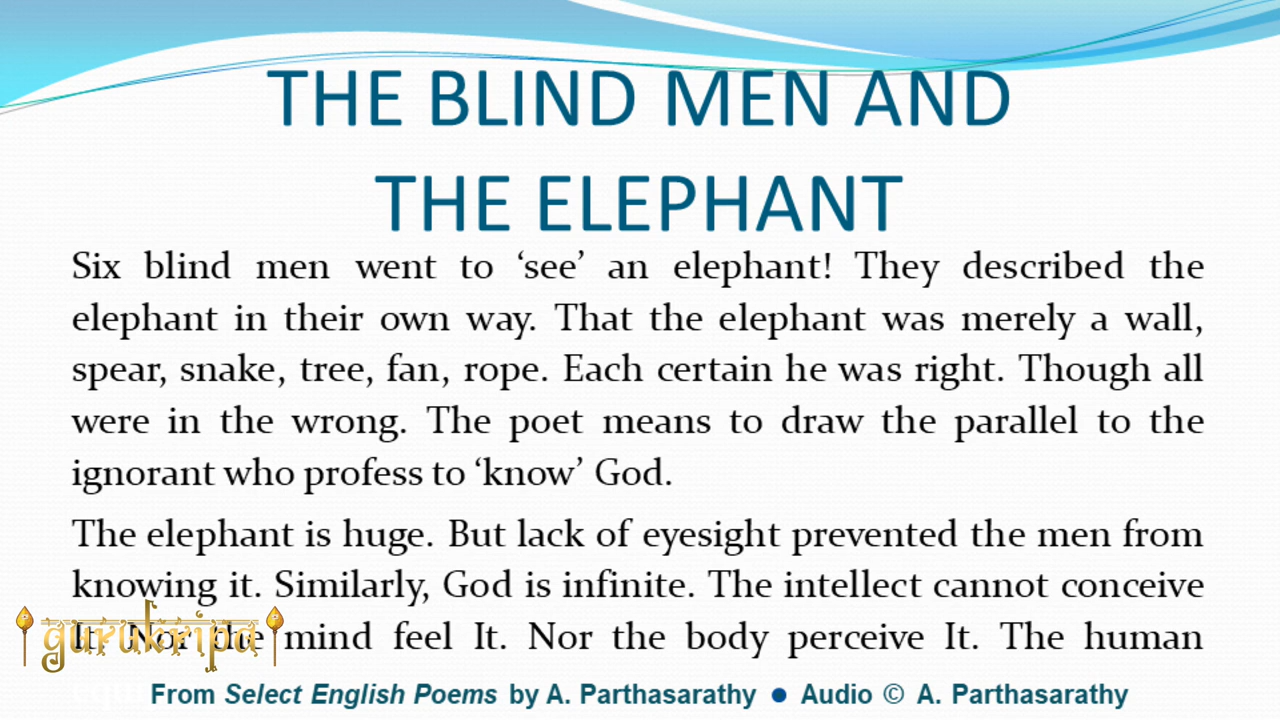 THE BLIND MEN AND
THE ELEPHANT
Six blind men went to ‘see’ an elephant! They described the
elephant in their own way. That the elephant was merely a wall,
spear, snake, tree, fan, rope. Each certain he was right. Though all
were in the wrong. The poet means to draw the parallel to the
ignorant who profess to ‘know’ God.
The elephant is huge. But lack of eyesight prevented the men from
knowing it. Similarly, God is infinite. The intellect cannot conceive
It. Nor the mind feel It. Nor the body perceive It. The human
gurukripa
From Select English Poems by A. Parthasarathy ● Audio © A. Parthasarathy